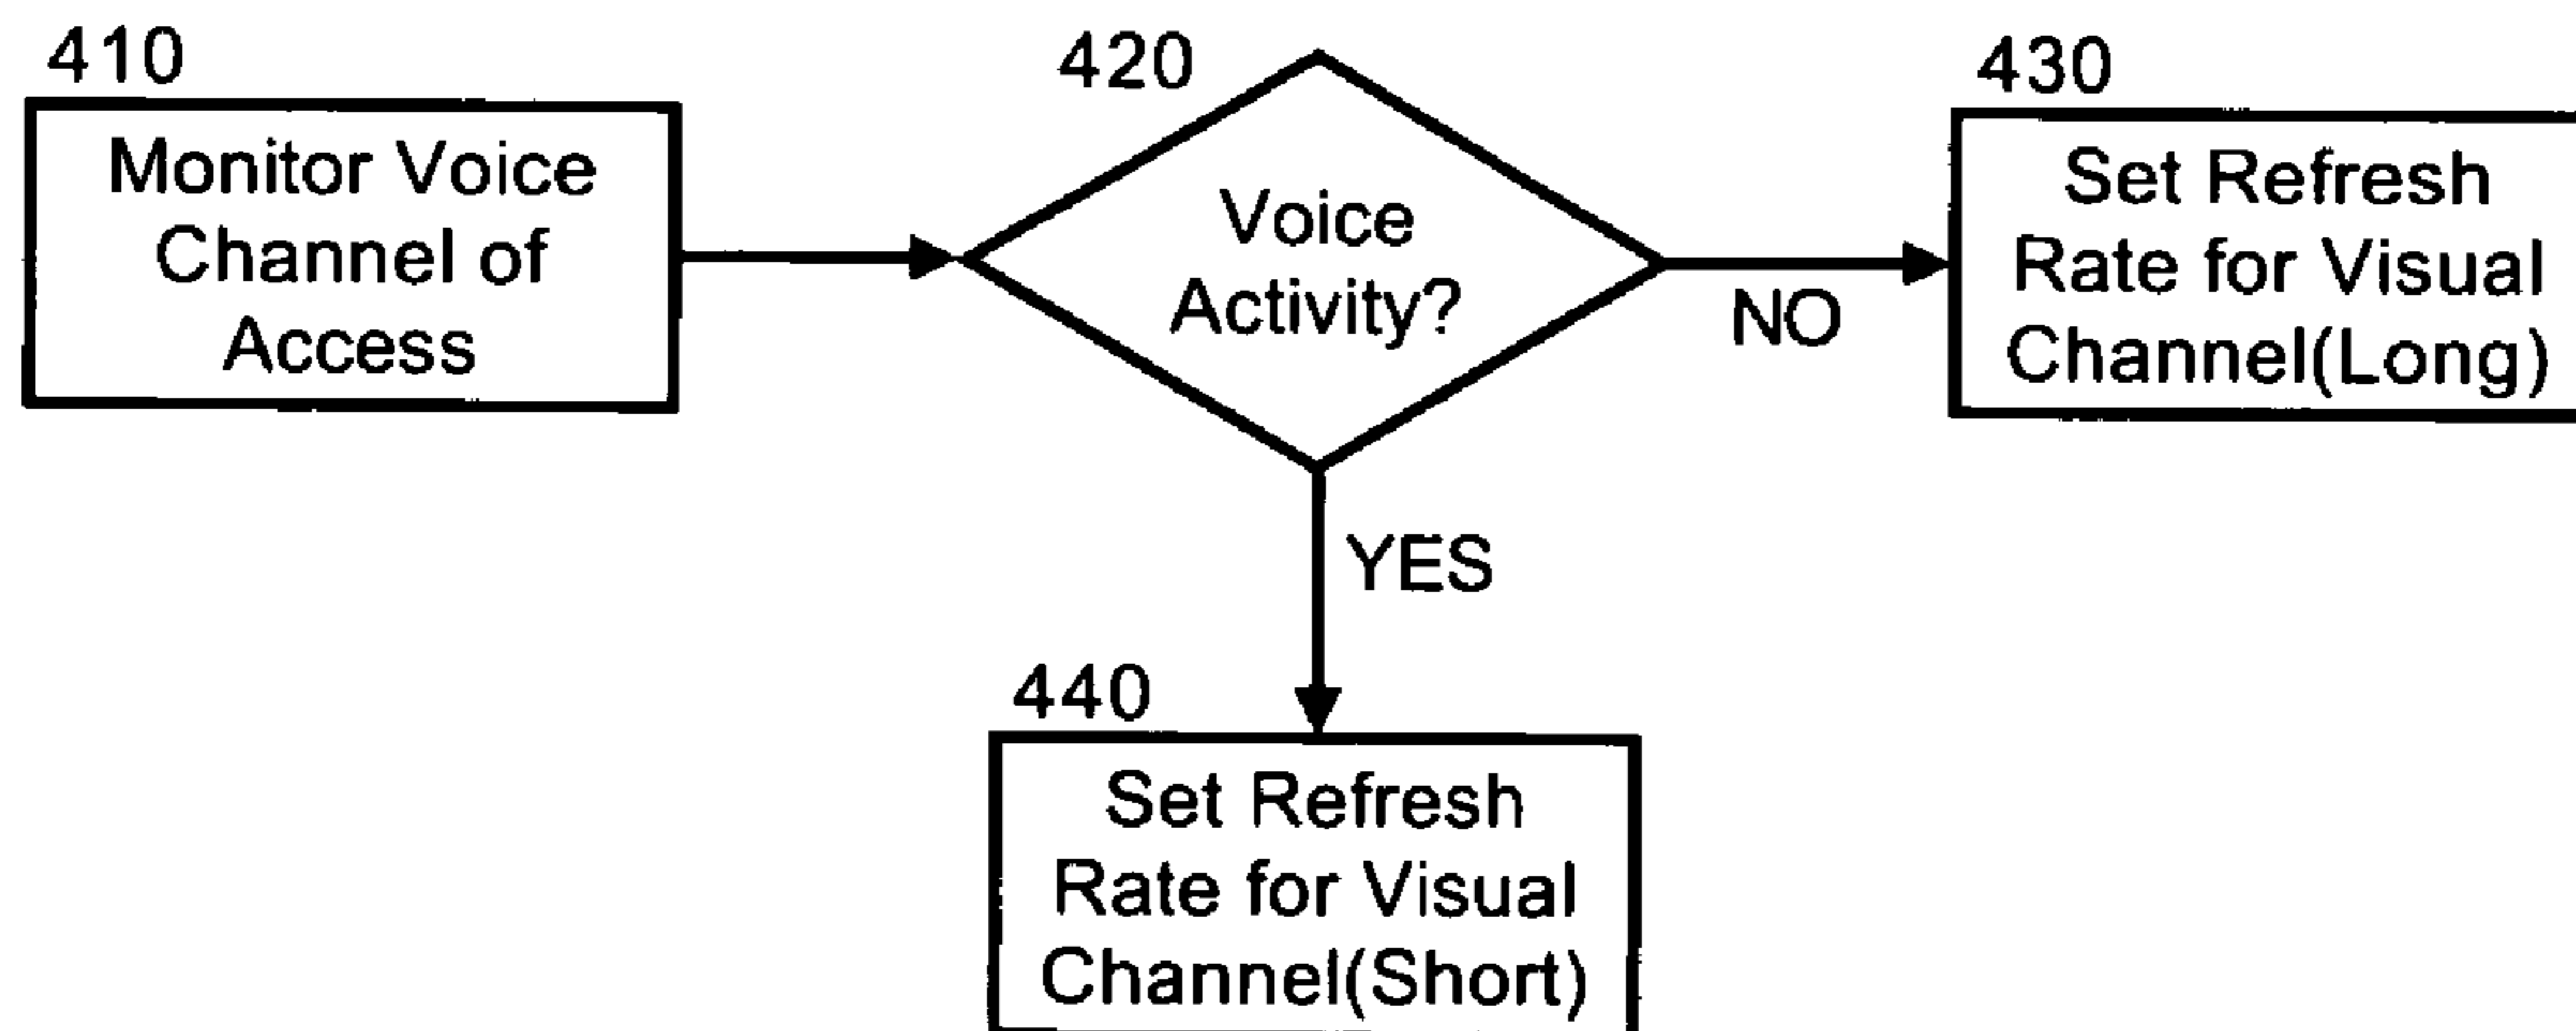 410
Monitor Voice
Channel of
Access
420
Voice
Activity?
NO
430
Set Refresh
Rate for Visual
Channel(Long)
YES
440
Set Refresh
Rate for Visual
Channel(Short)